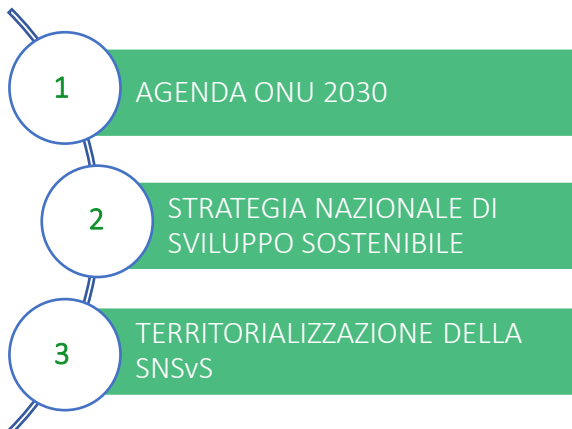 1
AGENDA ONU 2030
2
STRATEGIA NAZIONALE DI
SVILUPPO SOSTENIBILE
3
TERRITORIALIZZAZIONE DELLA
SNSvS